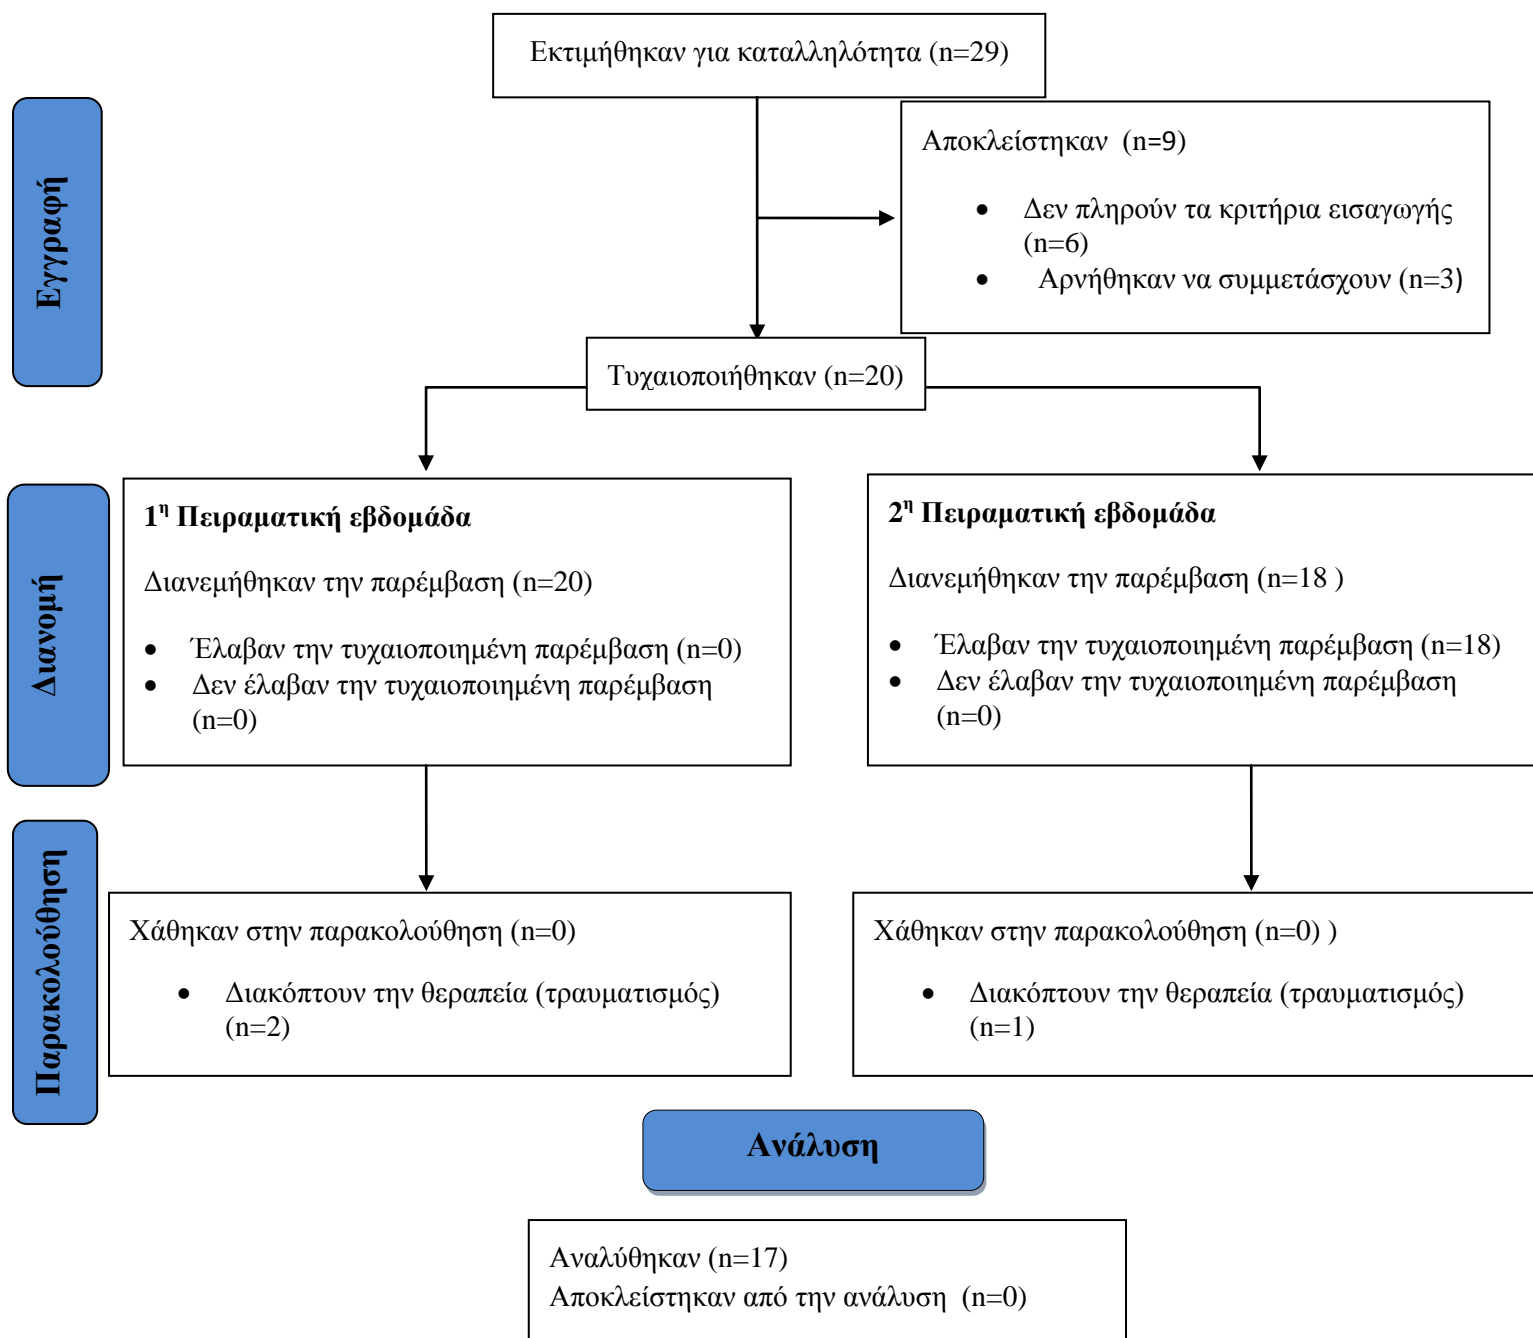 Εκτιμήθηκαν για καταλληλότητα (n=29)
Εγγραφή
Αποκλείστηκαν (n=9)
• Δεν πληρούν τα κριτήρια εισαγωγής
(n=6)
• Αρνήθηκαν να συμμετάσχουν (n=3)
Τυχαιοποιήθηκαν (n=20)
Διανομή
1η Πειραματική εβδομάδα
Διανεμήθηκαν την παρέμβαση (n=20)
• Έλαβαν την τυχαιοποιημένη παρέμβαση (n=0)
• Δεν έλαβαν την τυχαιοποιημένη παρέμβαση
(n=0)
2η Πειραματική εβδομάδα
Διανεμήθηκαν την παρέμβαση (n=18 )
• Έλαβαν την τυχαιοποιημένη παρέμβαση (n=18)
• Δεν έλαβαν την τυχαιοποιημένη παρέμβαση
(n=0)
Παρακολούθηση
Χάθηκαν στην παρακολούθηση (n=0)
• Διακόπτουν την θεραπεία (τραυματισμός)
(n=2)
Χάθηκαν στην παρακολούθηση (n=0) )
• Διακόπτουν την θεραπεία (τραυματισμός)
(n=1)
Ανάλυση
Αναλύθηκαν (n=17)
Αποκλείστηκαν από την ανάλυση (n=0)